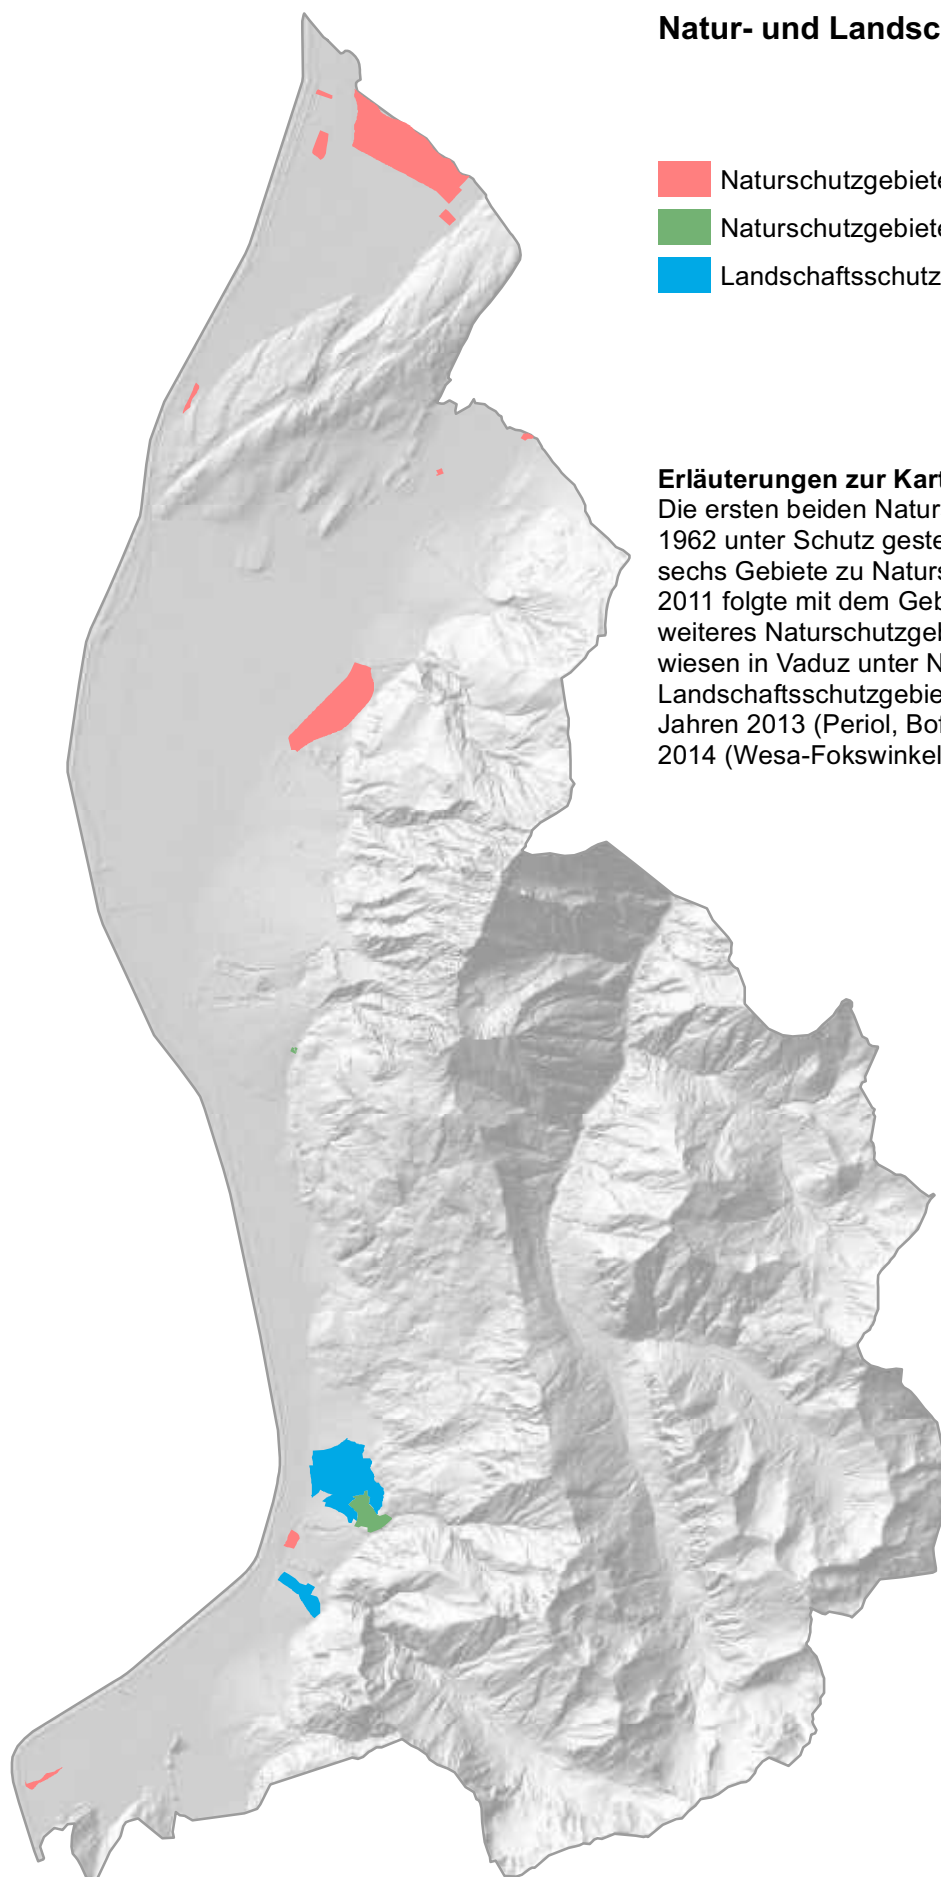 Natur- und Landsc
Naturschutzgebiete
Naturschutzgebiete
Landschaftsschutz
Erläuterungen zur Kart
Die ersten beiden Natur
1962 unter Schutz geste
sechs Gebiete zu Naturs
2011 folgte mit dem Geb
weiteres Naturschutzgeb
wiesen in Vaduz unter N
Landschaftsschutzgebie
Jahren 2013 (Periol, Bof
2014 (Wesa-Fokswinkel